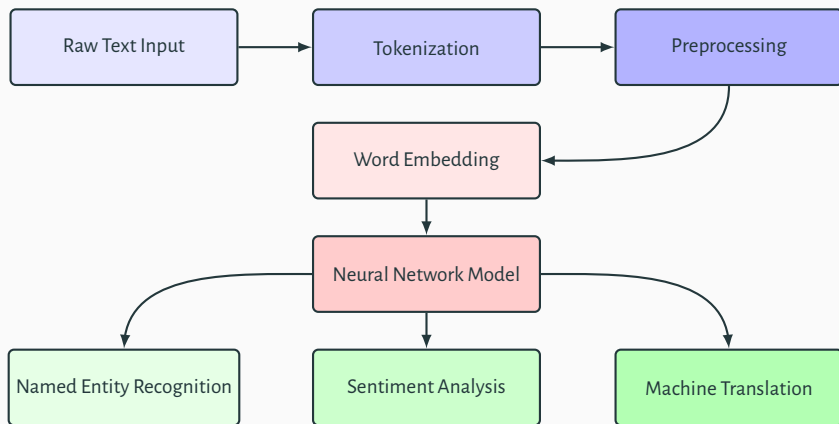 Raw Text Input
Tokenization
Preprocessing
Word Embedding
Neural Network Model
Named Entity Recognition
Sentiment Analysis
Machine Translation